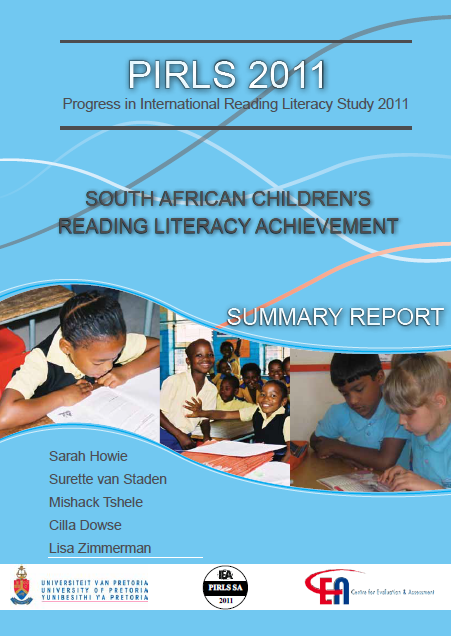 PIRLS 2011
Progress in International Reading Literacy Study 2011
SOUTH AFRICAN CHILDREN'S
READING LITERACY ACHIEVEMENT
SUMMARY REPORT
Sarah Howie
Surette van Staden
Mishack Tshele
Cilla Dowse
Lisa Zimmerman
UNIVERSITEIT VAN PRETORIA
UNIVERSITY OF PRETORIA
YUNIBESITHI YA PRETORIA
IEA
PIRLS SA
2011
CEA
Centre for Evaluation & Assessment